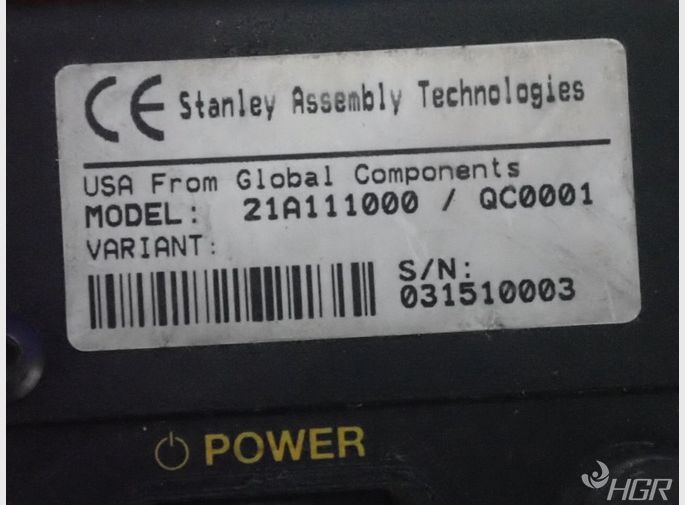 CE Stanley Assembly Technologies
USA From Global Components
MODEL: 21A111000 / QC0001
VARIANT:
S/N:
031510003
POWER
HGR